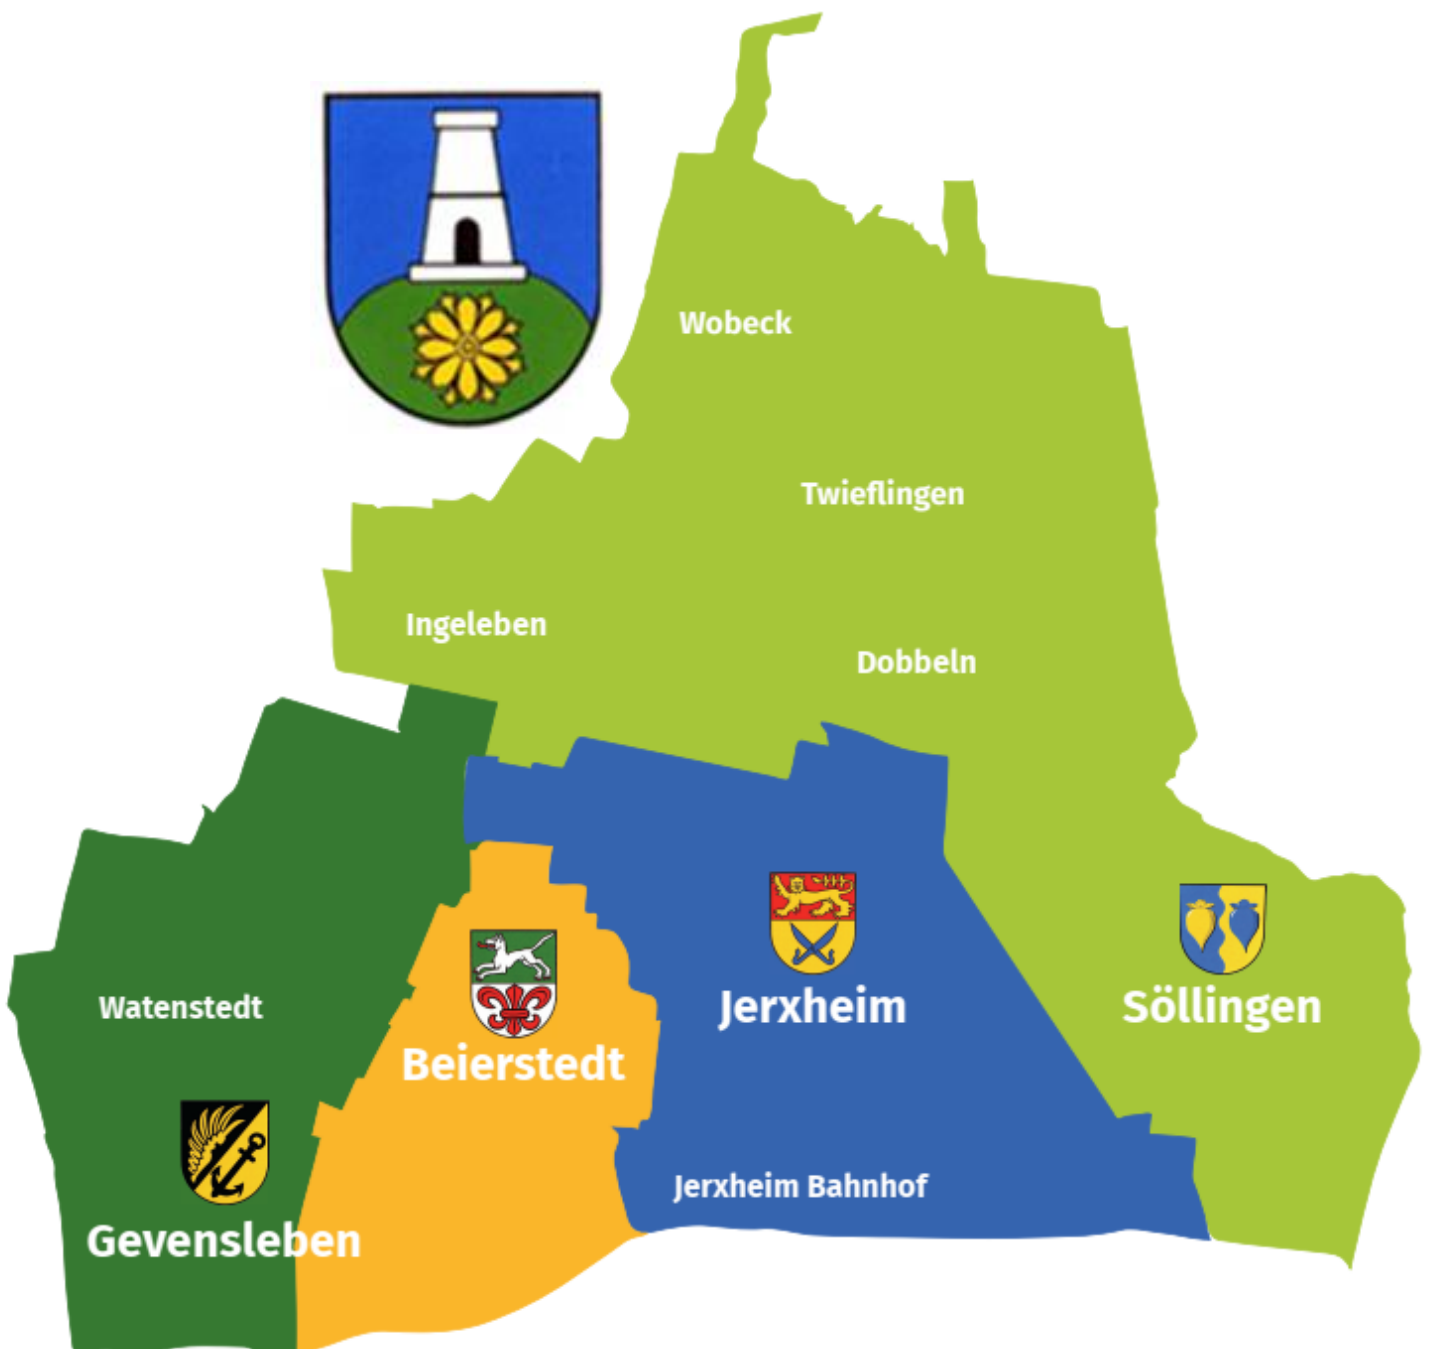 Wobeck
Twieflingen
Ingeleben
Dobbeln
Watenstedt
Jerxheim
Söllingen
Beierstedt
Jerxheim Bahnhof
Gevensleben